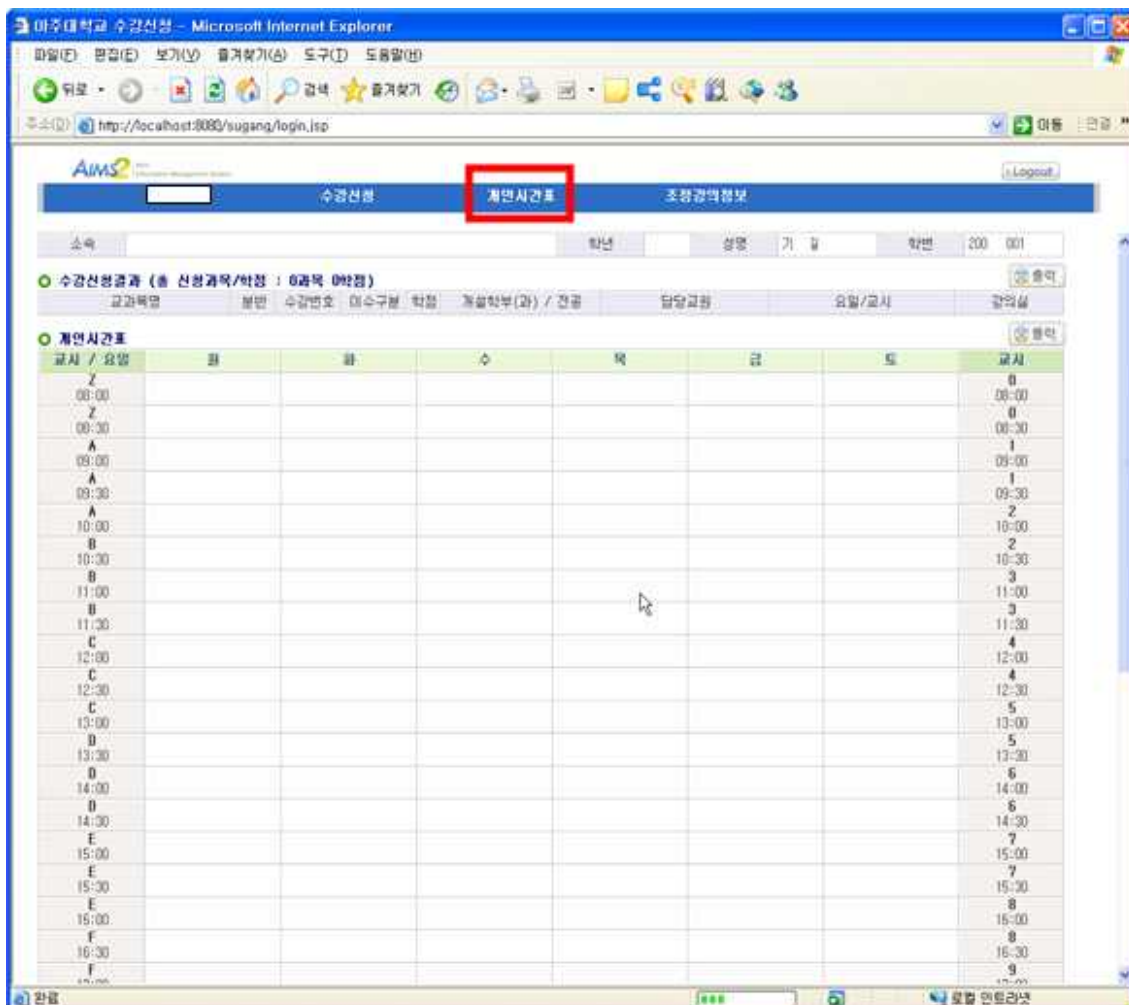 아주대학교 수강신청 - Microsoft Internet Explorer
파일(F) 편집(E) 보기(V) 즐겨찾기(A) 도구(T) 도움말(H)
뒤로 검색 즐겨찾기
주소(D) http://localhost:8080/sugang/login.jsp 이동 연결 »
AIMS2 Logout
수강신청 개인시간표 조정강의정보
소속 학년 성명 기 길 학번 200 001
수강신청결과 (총 신청과목/학점 : 0과목 0학점) 출력
교과목명 분반 수강번호 이수구분 학점 개설학부(과) / 전공 담당교원 요일/교시 강의실
개인시간표 출력
교시 / 요일 월 화 수 목 금 토 교시
Z 0
08:00 08:00
Z 0
08:30 08:30
A 1
09:00 09:00
A 1
09:30 09:30
A 2
10:00 10:00
B 2
10:30 10:30
B 3
11:00 11:00
B 3
11:30 11:30
C 4
12:00 12:00
C 4
12:30 12:30
C 5
13:00 13:00
D 5
13:30 13:30
D 6
14:00 14:00
D 6
14:30 14:30
E 7
15:00 15:00
E 7
15:30 15:30
E 8
16:00 16:00
F 8
16:30 16:30
F 9
완료 로컬 인트라넷